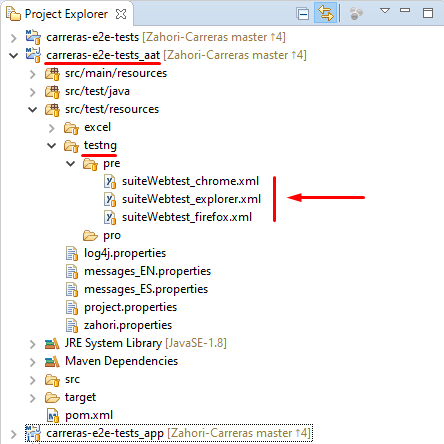 Project Explorer
carreras-e2e-tests [Zahori-Carreras master ↑4]
carreras-e2e-tests_aat [Zahori-Carreras master ↑4]
src/main/resources
src/test/java
src/test/resources
excel
testng
pre
suiteWebtest_chrome.xml
suiteWebtest_explorer.xml
suiteWebtest_firefox.xml
pro
log4j.properties
messages_EN.properties
messages_ES.properties
project.properties
zahori.properties
JRE System Library [JavaSE-1.8]
Maven Dependencies
src
target
pom.xml
carreras-e2e-tests_app [Zahori-Carreras master ↑4]